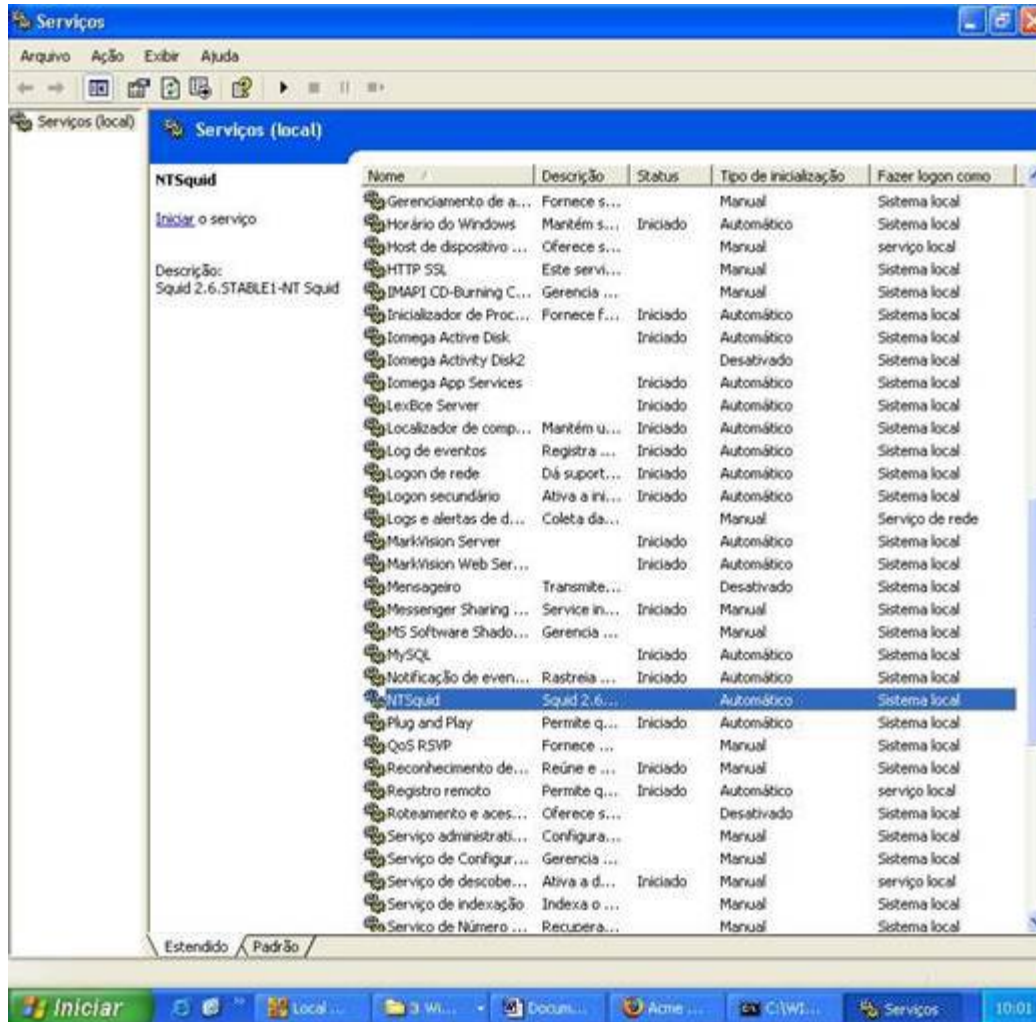 Serviços
Arquivo Ação Exibir Ajuda
Serviços (local)
Serviços (local)
NTSquid
Iniciar o serviço
Descrição:
Squid 2.6.STABLE1-NT Squid
Nome Descrição Status Tipo de inicialização Fazer logon como
Gerenciamento de a... Fornece s... Manual Sistema local
Horário do Windows Mantém s... Iniciado Automático Sistema local
Host de dispositivo ... Oferece s... Manual serviço local
HTTP SSL Este servi... Manual Sistema local
IMAPI CD-Burning C... Gerencia ... Manual Sistema local
Inicializador de Proc... Fornece f... Iniciado Automático Sistema local
Iomega Active Disk Iniciado Automático Sistema local
Iomega Activity Disk2 Desativado Sistema local
Iomega App Services Iniciado Automático Sistema local
LexBce Server Iniciado Automático Sistema local
Localizador de comp... Mantém u... Iniciado Automático Sistema local
Log de eventos Registra ... Iniciado Automático Sistema local
Logon de rede Dá suport... Iniciado Automático Sistema local
Logon secundário Ativa a ini... Iniciado Automático Sistema local
Logs e alertas de d... Coleta da... Manual Serviço de rede
MarkVision Server Iniciado Automático Sistema local
MarkVision Web Ser... Iniciado Automático Sistema local
Mensageiro Transmite... Desativado Sistema local
Messenger Sharing ... Service in... Iniciado Manual Sistema local
MS Software Shado... Gerencia ... Manual Sistema local
MySQL Iniciado Automático Sistema local
Notificação de even... Rastreia ... Iniciado Automático Sistema local
NTSquid Squid 2.6... Automático Sistema local
Plug and Play Permite q... Iniciado Automático Sistema local
QoS RSVP Fornece ... Manual Sistema local
Reconhecimento de... Reúne e ... Iniciado Manual Sistema local
Registro remoto Permite q... Iniciado Automático serviço local
Roteamento e aces... Oferece s... Desativado Sistema local
Serviço administrati... Configura... Manual Sistema local
Serviço de Configur... Gerencia ... Manual Sistema local
Serviço de descobe... Ativa a d... Iniciado Manual serviço local
Serviço de indexação Indexa o ... Manual Sistema local
Serviço de Número ... Recupera... Manual Sistema local
Estendido Padrão
Iniciar Local ... 3 Wi... Docum... Acme ... C:\WI... Serviços 10:01